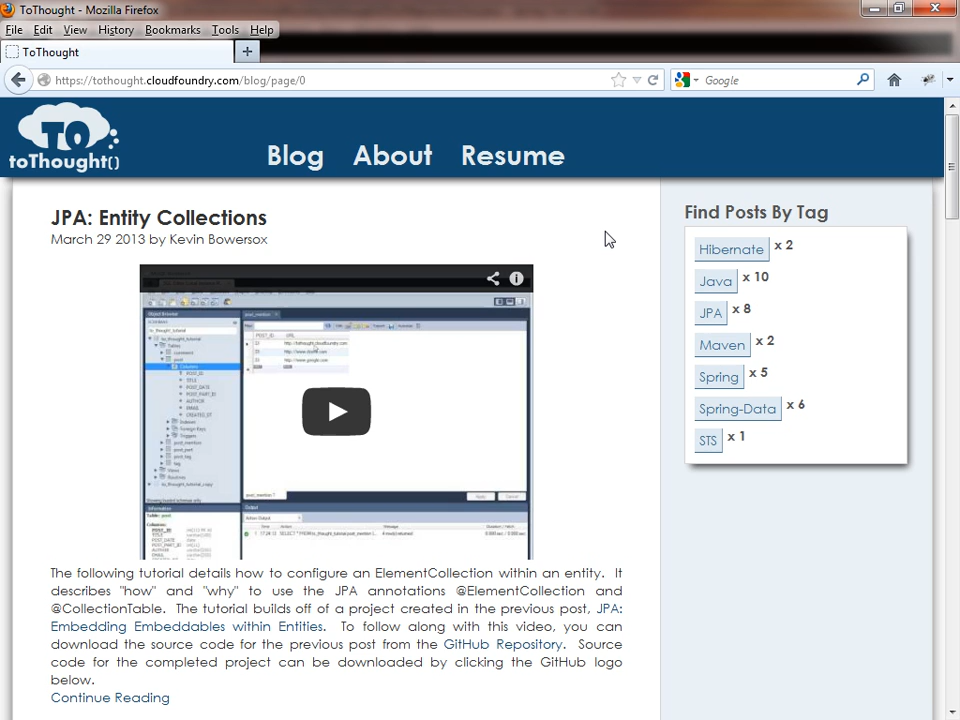 ToThought - Mozilla Firefox
File Edit View History Bookmarks Tools Help
ToThought
https://tothought.cloudfoundry.com/blog/page/0
Google
TO
toThought()
Blog About Resume
JPA: Entity Collections
March 29 2013 by Kevin Bowersox
Find Posts By Tag
Hibernate x 2
Java x 10
JPA x 8
Maven x 2
Spring x 5
Spring-Data x 6
STS x 1
The following tutorial details how to configure an ElementCollection within an entity. It
describes "how" and "why" to use the JPA annotations @ElementCollection and
@CollectionTable. The tutorial builds off of a project created in the previous post, JPA:
Embedding Embeddables within Entities. To follow along with this video, you can
download the source code for the previous post from the GitHub Repository. Source
code for the completed project can be downloaded by clicking the GitHub logo
below.
Continue Reading